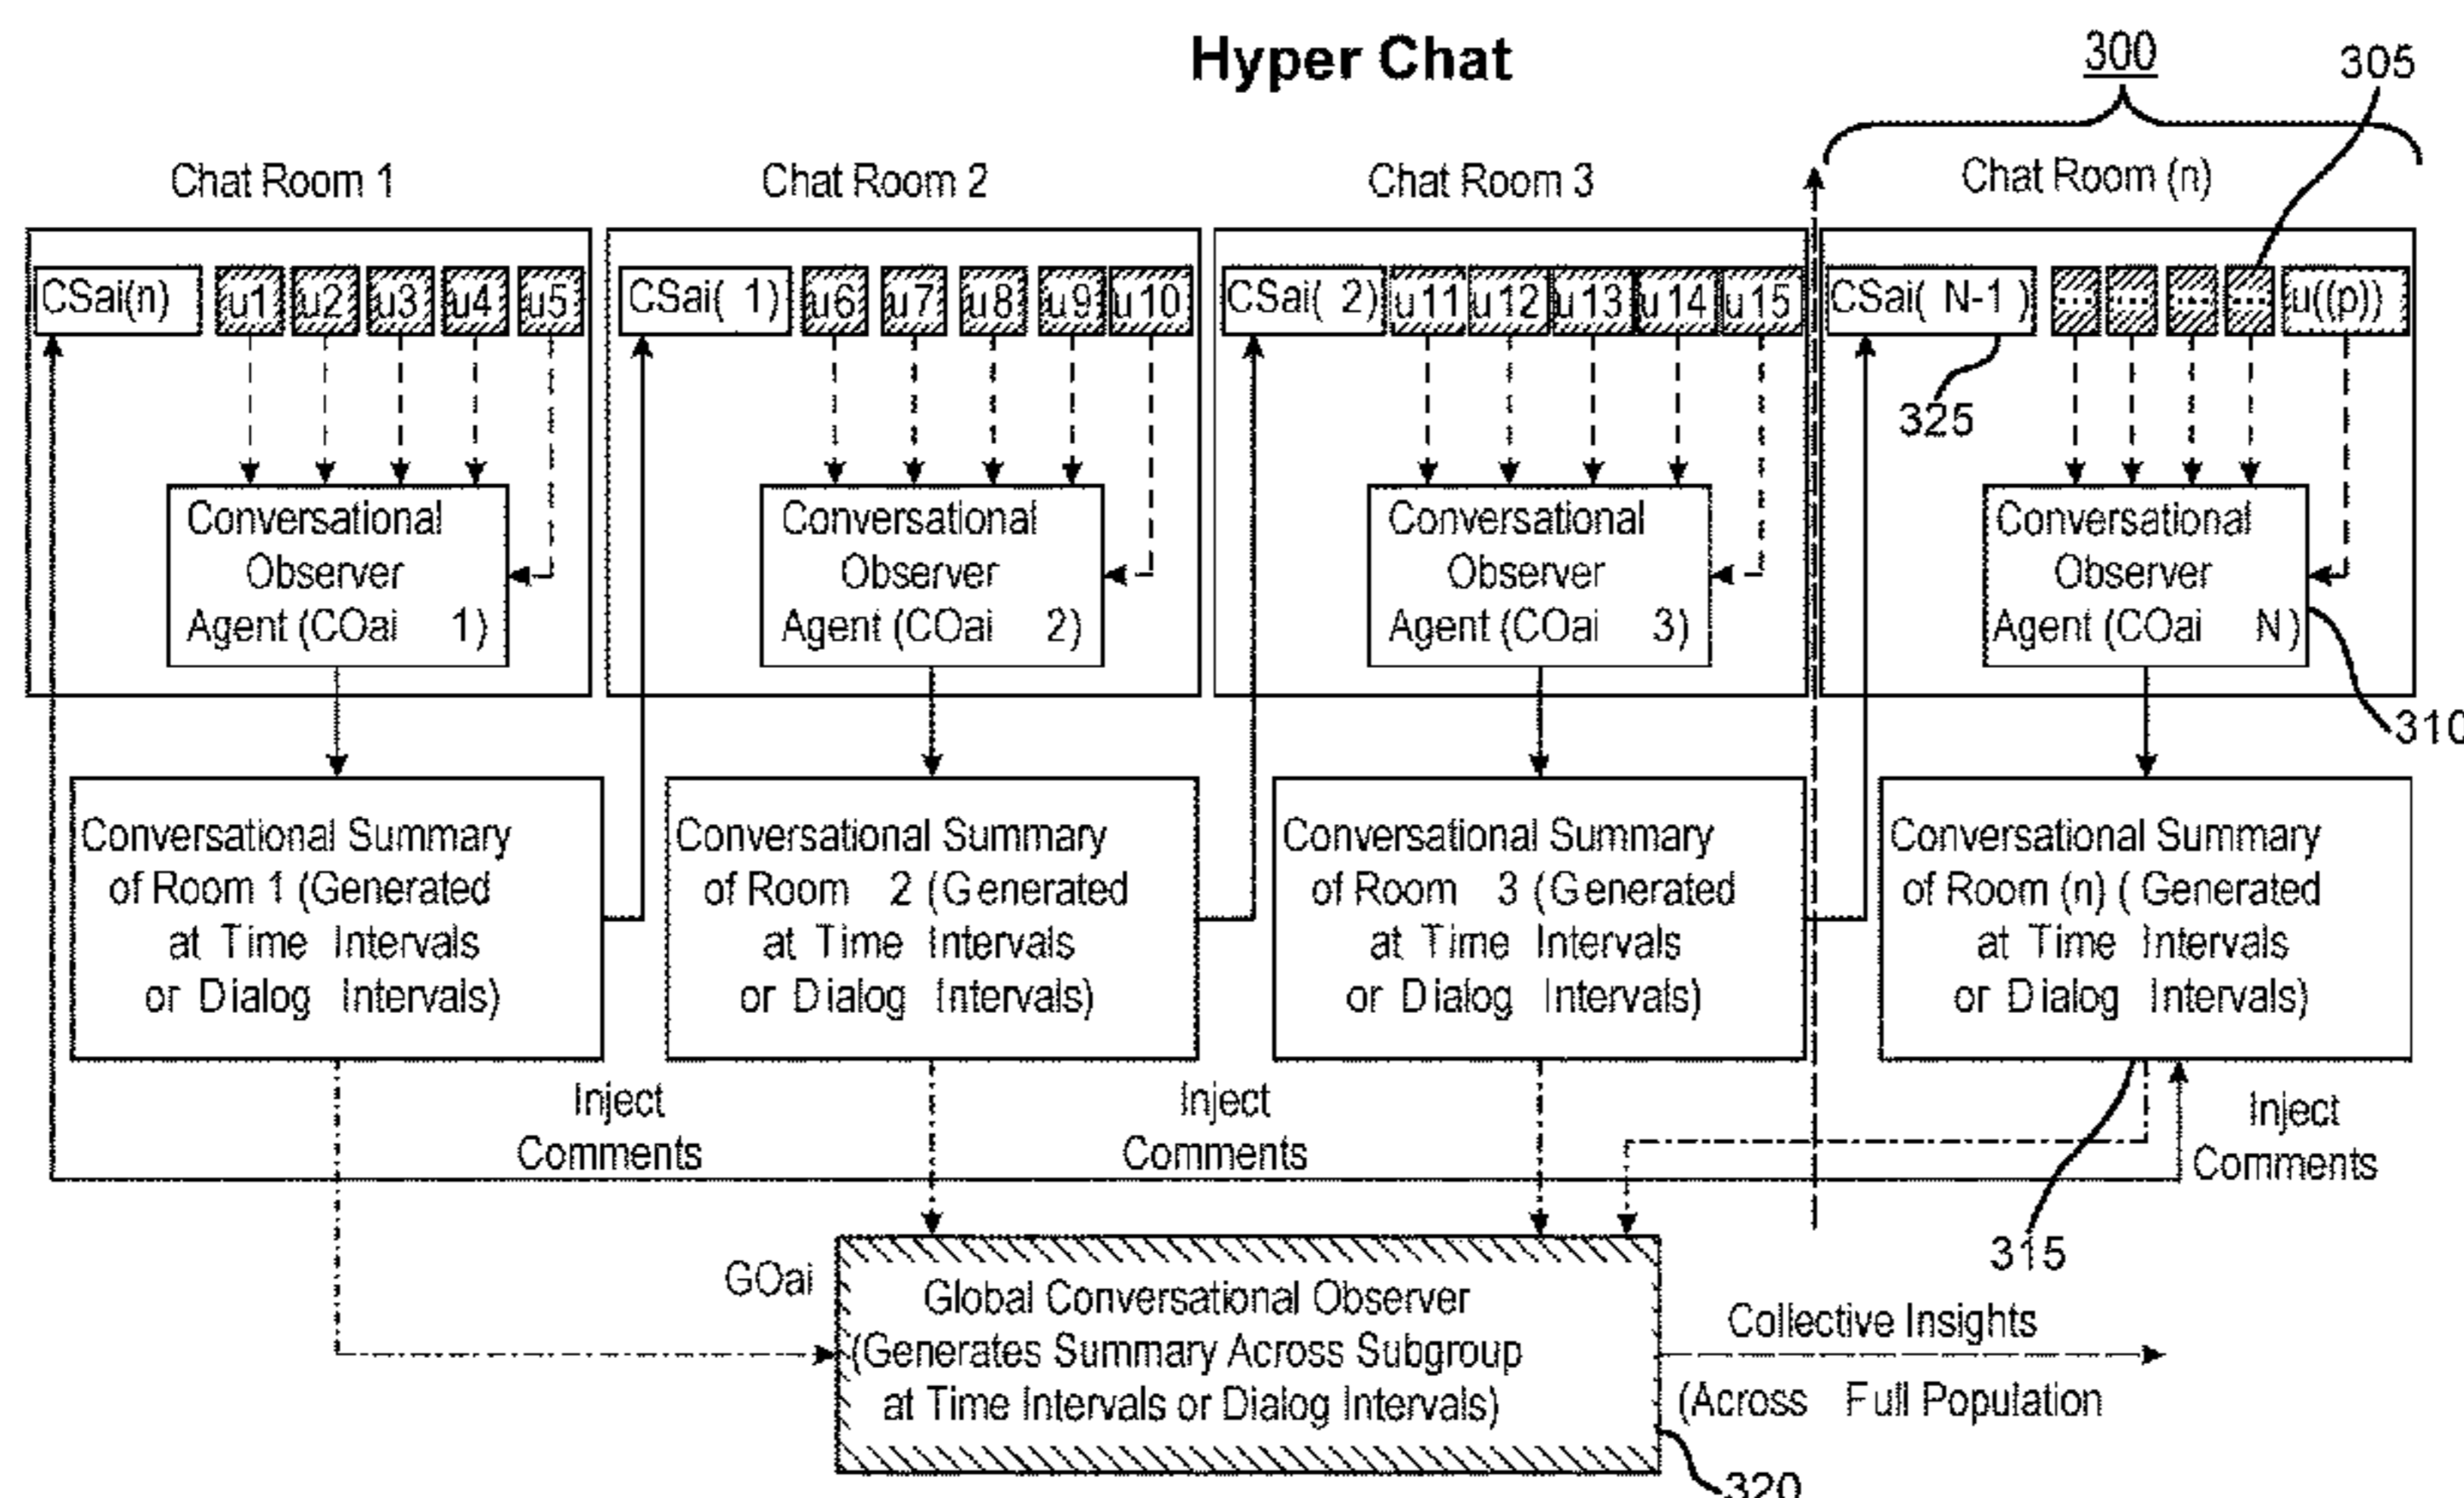 Hyper Chat
300
305
Chat Room 1
Chat Room 2
Chat Room 3
Chat Room (n)
CSai(n) u1 u2 u3 u4 u5
CSai( 1) u6 u7 u8 u9 u10
CSai( 2) u11 u12 u13 u14 u15
CSai( N-1 ) ... ... ... ... u((p))
325
Conversational
Observer
Agent (COai 1)
Conversational
Observer
Agent (COai 2)
Conversational
Observer
Agent (COai 3)
Conversational
Observer
Agent (COai N)
310
Conversational Summary
of Room 1 (Generated
at Time Intervals
or Dialog Intervals)
Conversational Summary
of Room 2 (Generated
at Time Intervals
or Dialog Intervals)
Conversational Summary
of Room 3 (Generated
at Time Intervals
or Dialog Intervals)
Conversational Summary
of Room (n) ( Generated
at Time Intervals
or Dialog Intervals)
Inject
Comments
Inject
Comments
Inject
Comments
315
GOai
Global Conversational Observer
(Generates Summary Across Subgroup
at Time Intervals or Dialog Intervals)
Collective Insights
(Across Full Population
320